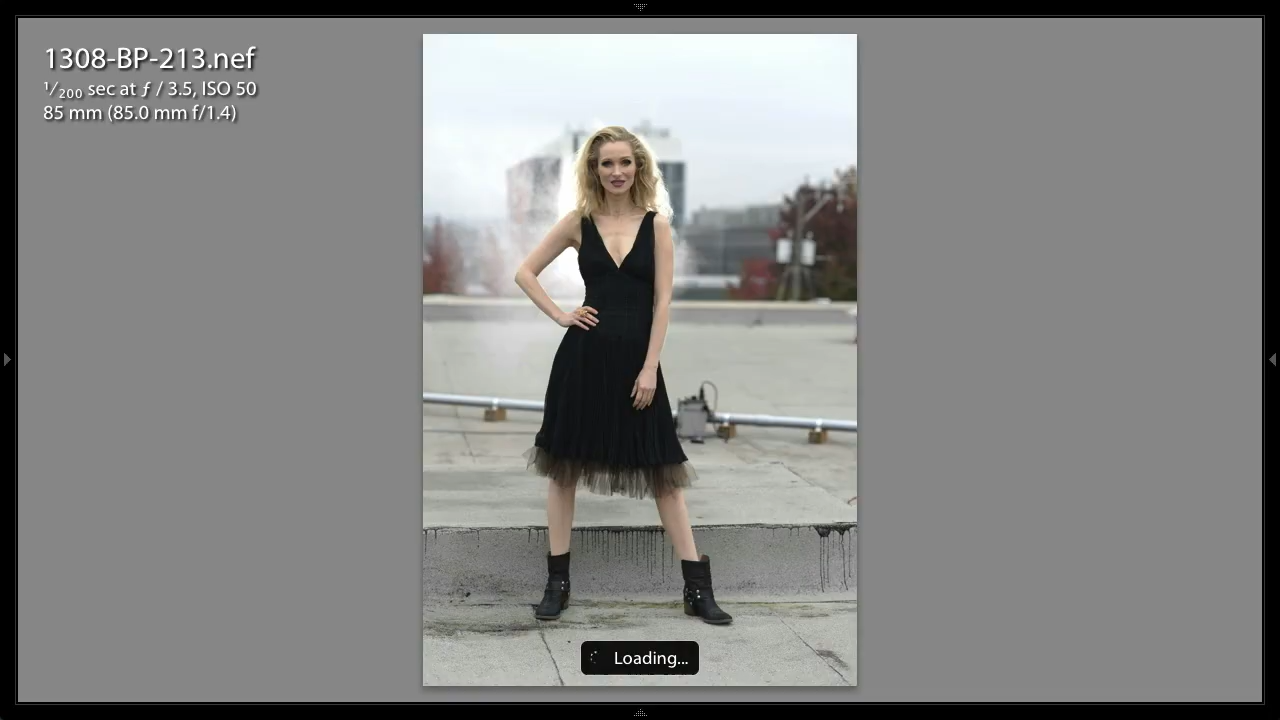 1308-BP-213.nef
1/200 sec at ƒ / 3.5, ISO 50
85 mm (85.0 mm f/1.4)
Loading...